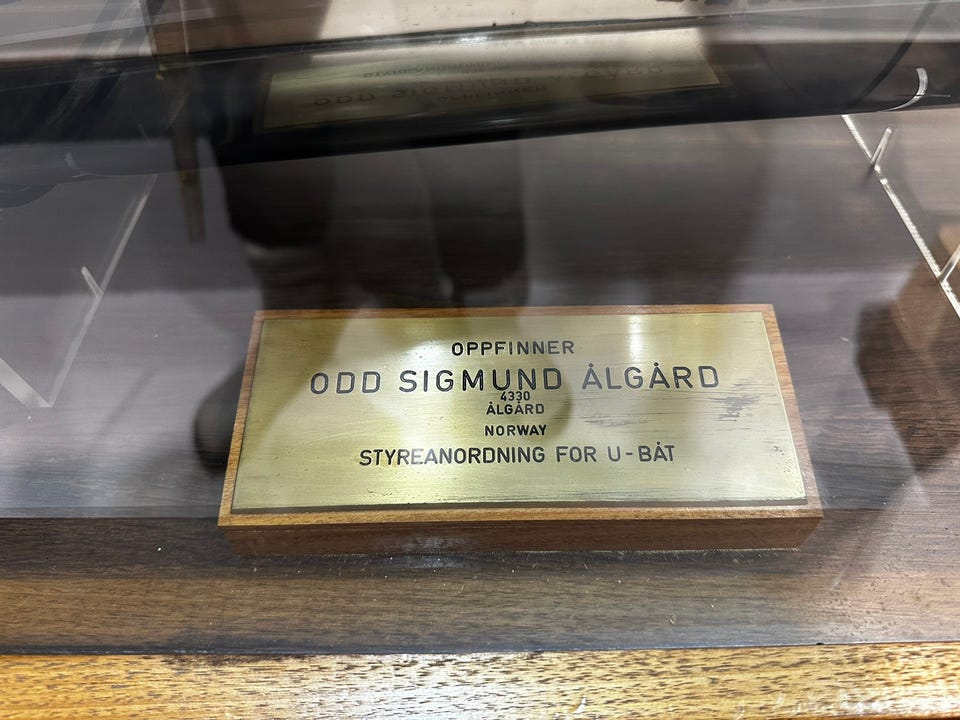 OPPFINNER
ODD SIGMUND ÅLGÅRD
4330
ÅLGÅRD
NORWAY
STYREANORDNING FOR U-BÅT